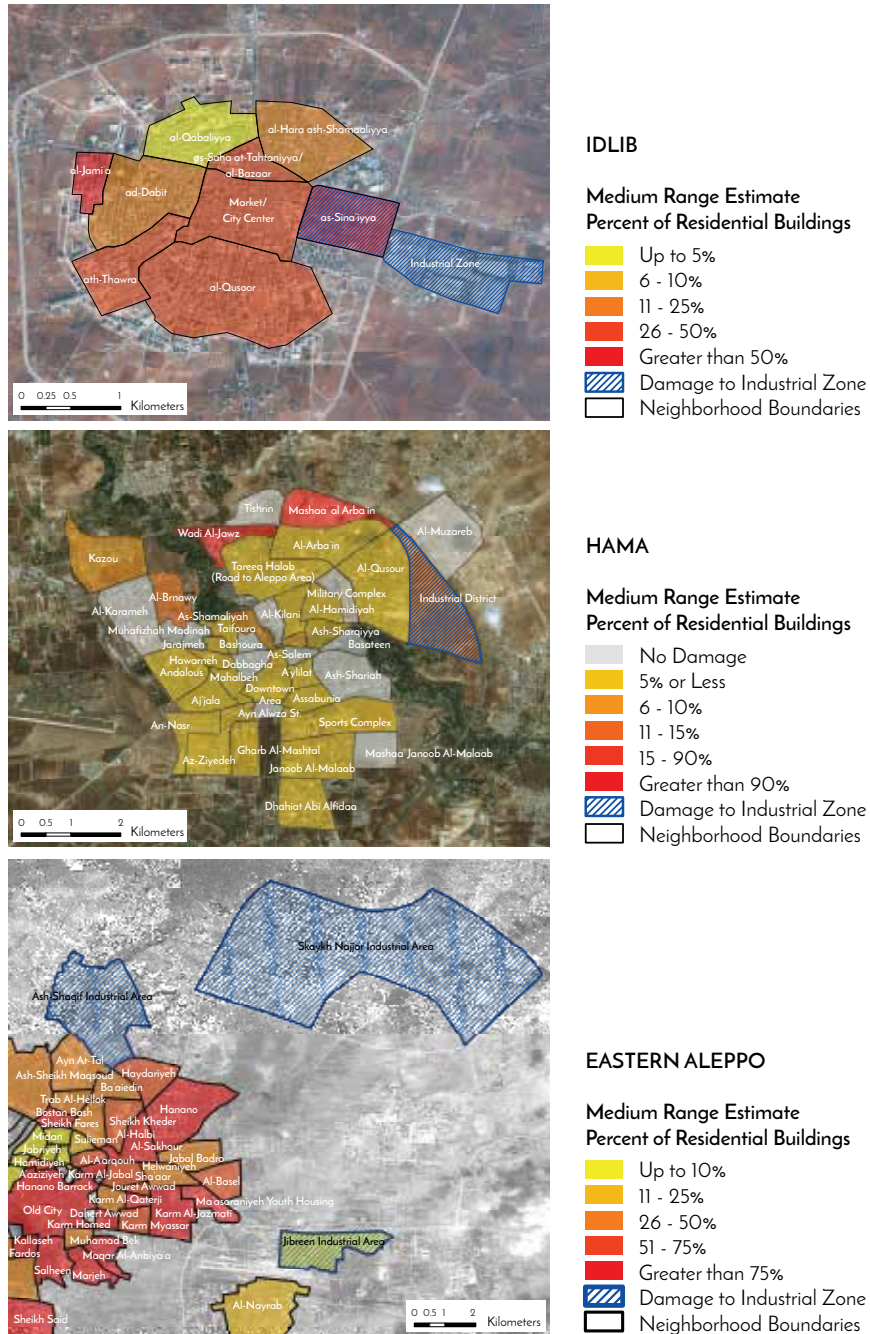 al-Qabaliyya
al-Hara ash-Shamaaliyya
as-Saha at-Tahtaniyya/
al-Bazaar
al-Jami'a
ad-Dabit
Market/
City Center
as-Sina'iyya
Industrial Zone
ath-Thawra
al-Qusoor
0 0.25 0.5 1
Kilometers
IDLIB
Medium Range Estimate
Percent of Residential Buildings
Up to 5%
6 - 10%
11 - 25%
26 - 50%
Greater than 50%
Damage to Industrial Zone
Neighborhood Boundaries
Tishrin
Mashaa' al Arba'in
Al-Muzareb
Wadi Al-Jawz
Al-Arba'in
Kazou
Tareeq Halab
(Road to Aleppo Area)
Al-Qusour
Military Complex
Al-Brnawy
Industrial District
Al-Karameh
As-Shamaliyah
Al-Kilani
Al-Hamidiyah
Muhafizhah Madinah
Taifoura
Ash-Sharqiyya
Jarajmeh
Bashoura
Basateen
As-Salem
Hawarneh
Dabbagha
Andalous
Mahalbeh
Aylilat
Ash-Shariah
Downtown
Area
Aj'jala
Assabunia
Ayn Alwza St.
An-Nasr
Sports Complex
Gharb Al-Mashtal
Mashaa' Janoob Al-Malaab
Az-Ziyedeh
Janoob Al-Malaab
Dhahiat Abi Alfidaa
0 0.5 1 2
Kilometers
HAMA
Medium Range Estimate
Percent of Residential Buildings
No Damage
5% or Less
6 - 10%
11 - 15%
15 - 90%
Greater than 90%
Damage to Industrial Zone
Neighborhood Boundaries
Skaykh Najjar Industrial Area
Ash-Shaqif Industrial Area
Ayn At-Tal
Ash-Sheikh Maqsoud
Haydariyeh
Ba'aiedin
Trab Al-Hellok
Hanano
Bostan Bash
Sheikh Fares
Sheikh Kheder
Midan
Sulieman
Al-Halbi
Jabriyeh
Al-Sakhour
Hamidiyeh
Al-Aarqouh
Jabal Badro
Helwaniyeh
Aaziziyeh
Karm Al-Jabal
Sha'aar
Al-Basel
Hanano Barrack
Jouret Awwad
Karm Al-Qaterji
Ma'asaraniyeh Youth Housing
Old City
Dahert Awwad
Karm Al-Jazmati
Karm Homed
Karm Myassar
Kallaseh
Muhamad Bek
Fardos
Maqar Al-Anbiya'a
Jibreen Industrial Area
Salheen
Marjeh
Al-Nayrab
Sheikh Said
0 0.5 1 2
Kilometers
EASTERN ALEPPO
Medium Range Estimate
Percent of Residential Buildings
Up to 10%
11 - 25%
26 - 50%
51 - 75%
Greater than 75%
Damage to Industrial Zone
Neighborhood Boundaries